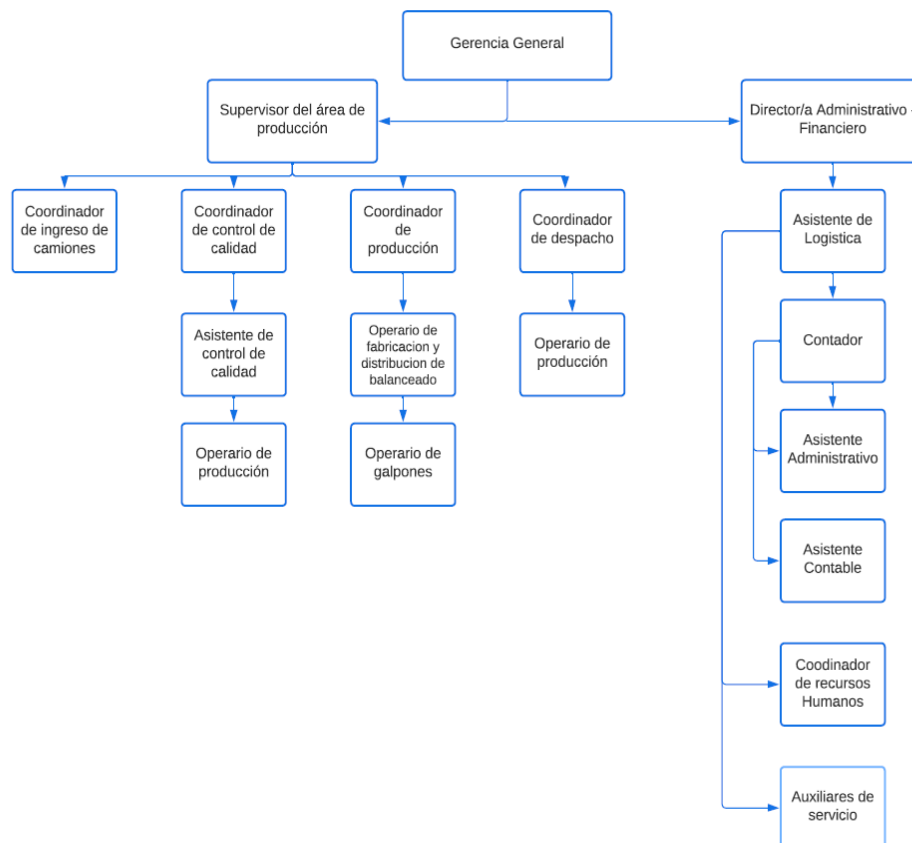 Gerencia General
Supervisor del área de
producción
Director/a Administrativo -
Financiero
Coordinador
de ingreso de
camiones
Coordinador
de control de
calidad
Coordinador
de
producción
Coordinador
de despacho
Asistente de
Logistica
Asistente de
control de
calidad
Operario de
fabricacion y
distribucion de
balanceado
Operario de
producción
Contador
Operario de
producción
Operario de
galpones
Asistente
Administrativo
Asistente
Contable
Coodinador
de recursos
Humanos
Auxiliares de
servicio